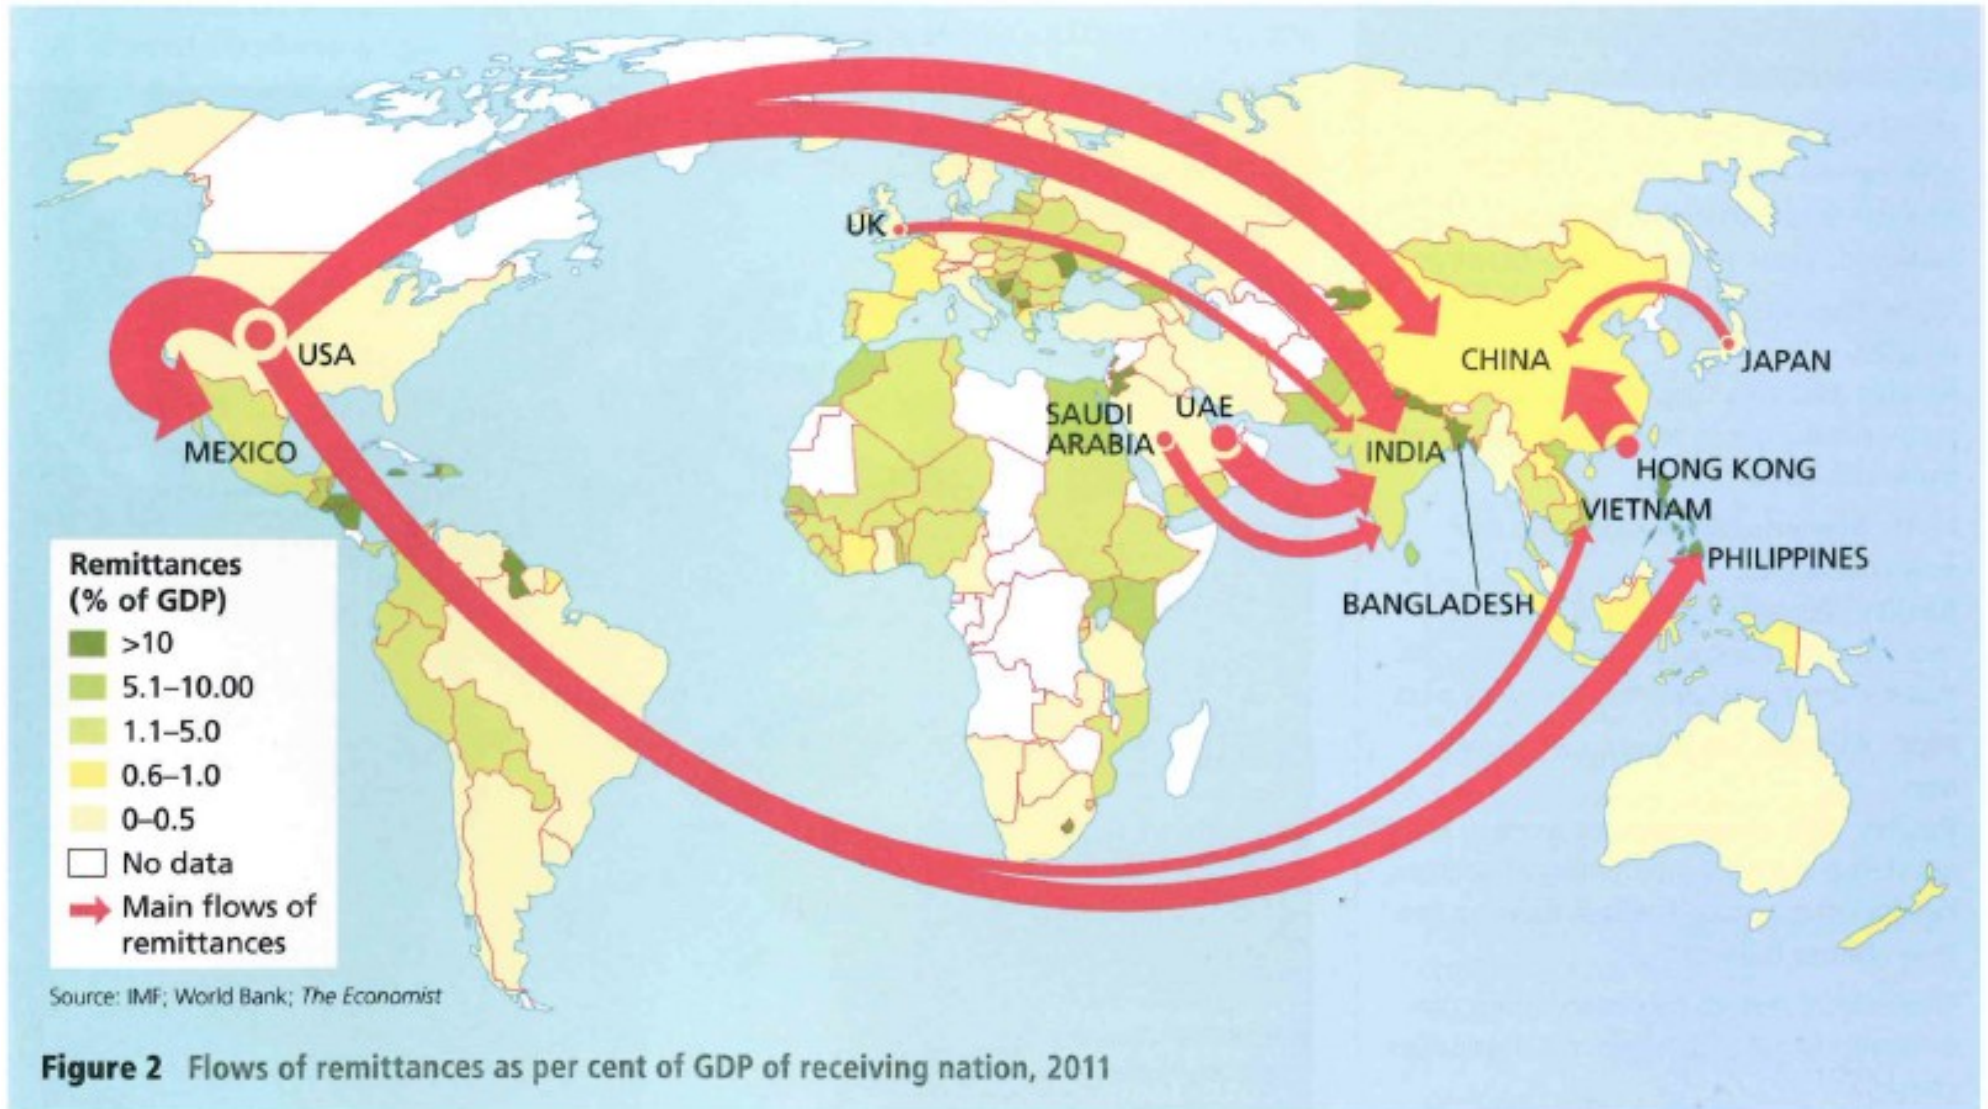 UK
USA
CHINA
JAPAN
SAUDI
ARABIA
UAE
MEXICO
INDIA
HONG KONG
VIETNAM
PHILIPPINES
BANGLADESH
Remittances
(% of GDP)
>10
5.1–10.00
1.1–5.0
0.6–1.0
0–0.5
No data
Main flows of
remittances
Source: IMF; World Bank; The Economist
Figure 2 Flows of remittances as per cent of GDP of receiving nation, 2011